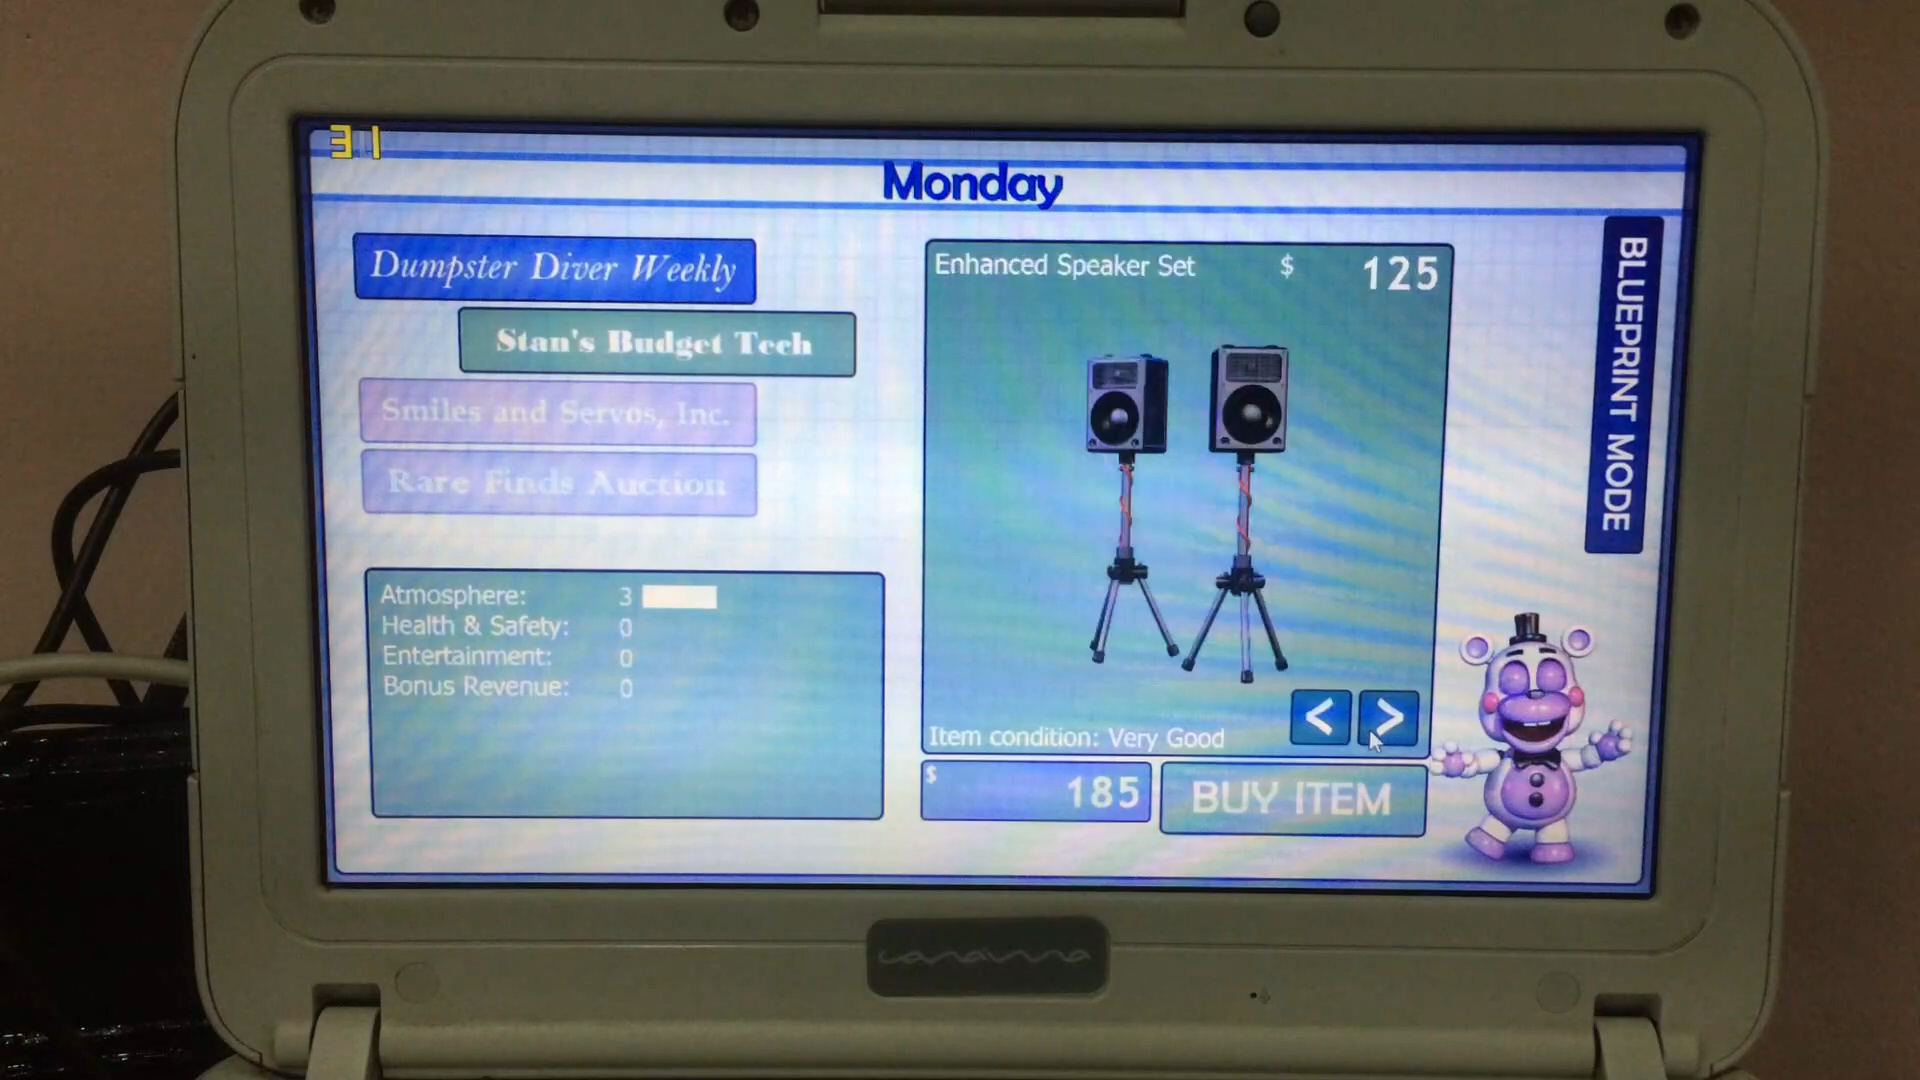 31
Monday
Dumpster Diver Weekly
Stan's Budget Tech
Smiles and Servos, Inc.
Rare Finds Auction
Atmosphere: 3
Health & Safety: 0
Entertainment: 0
Bonus Revenue: 0
Enhanced Speaker Set $ 125
< >
Item condition: Very Good
$ 185
BUY ITEM
BLUEPRINT MODE
canaima